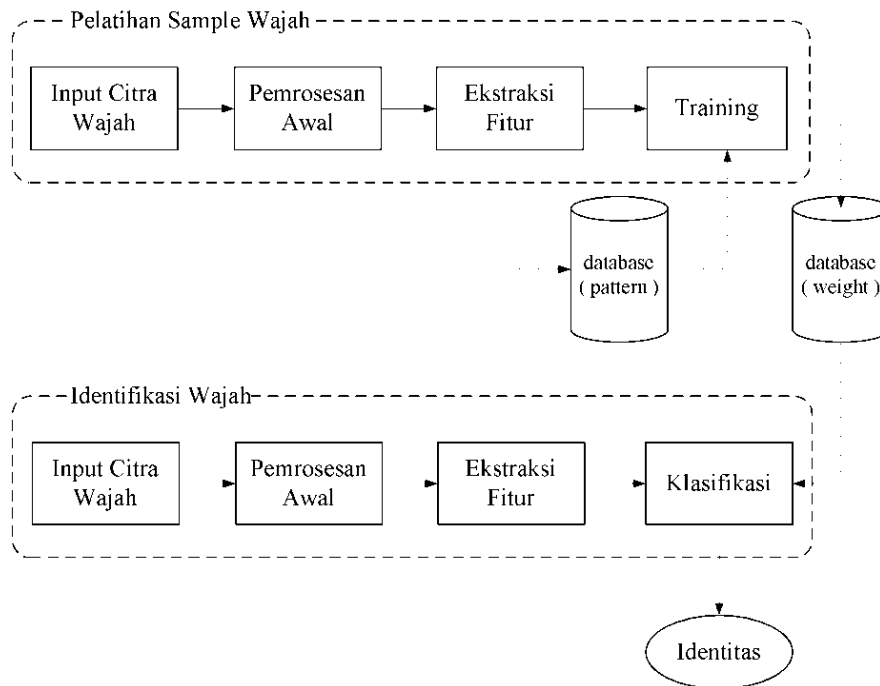 Pelatihan Sample Wajah
Input Citra
Wajah
Pemrosesan
Awal
Ekstraksi
Fitur
Training
database
( pattern )
database
( weight )
Identifikasi Wajah
Input Citra
Wajah
Pemrosesan
Awal
Ekstraksi
Fitur
Klasifikasi
Identitas